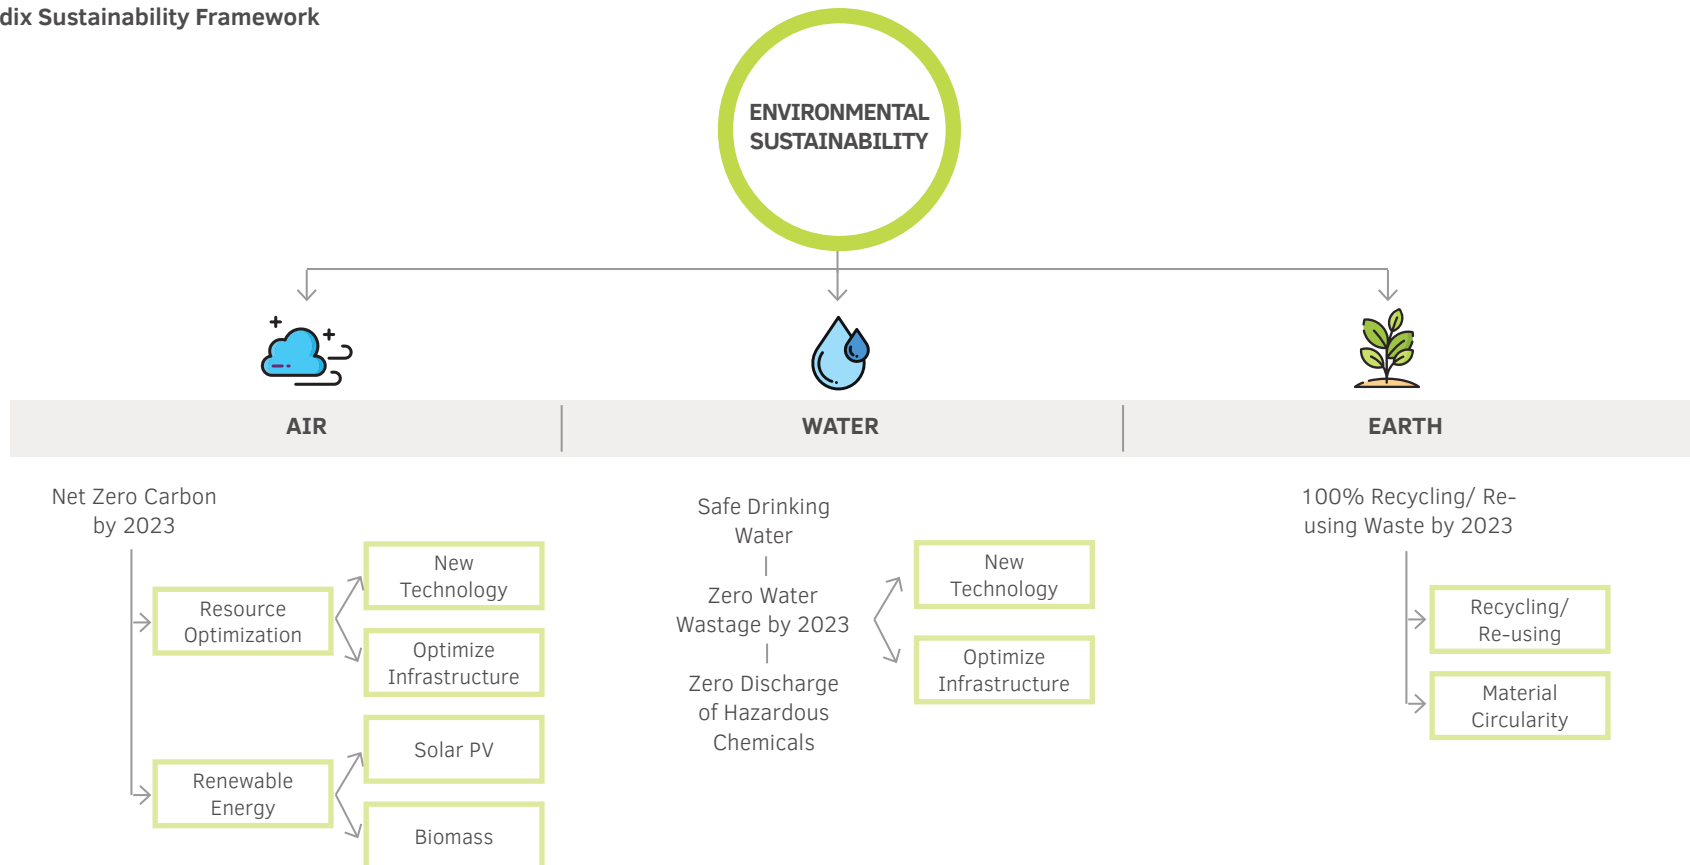 dix Sustainability Framework
ENVIRONMENTAL
SUSTAINABILITY
AIR
WATER
EARTH
Net Zero Carbon
by 2023
Resource
Optimization
New
Technology
Optimize
Infrastructure
Renewable
Energy
Solar PV
Biomass
Safe Drinking
Water
Zero Water
Wastage by 2023
Zero Discharge
of Hazardous
Chemicals
New
Technology
Optimize
Infrastructure
100% Recycling/ Re-
using Waste by 2023
Recycling/
Re-using
Material
Circularity